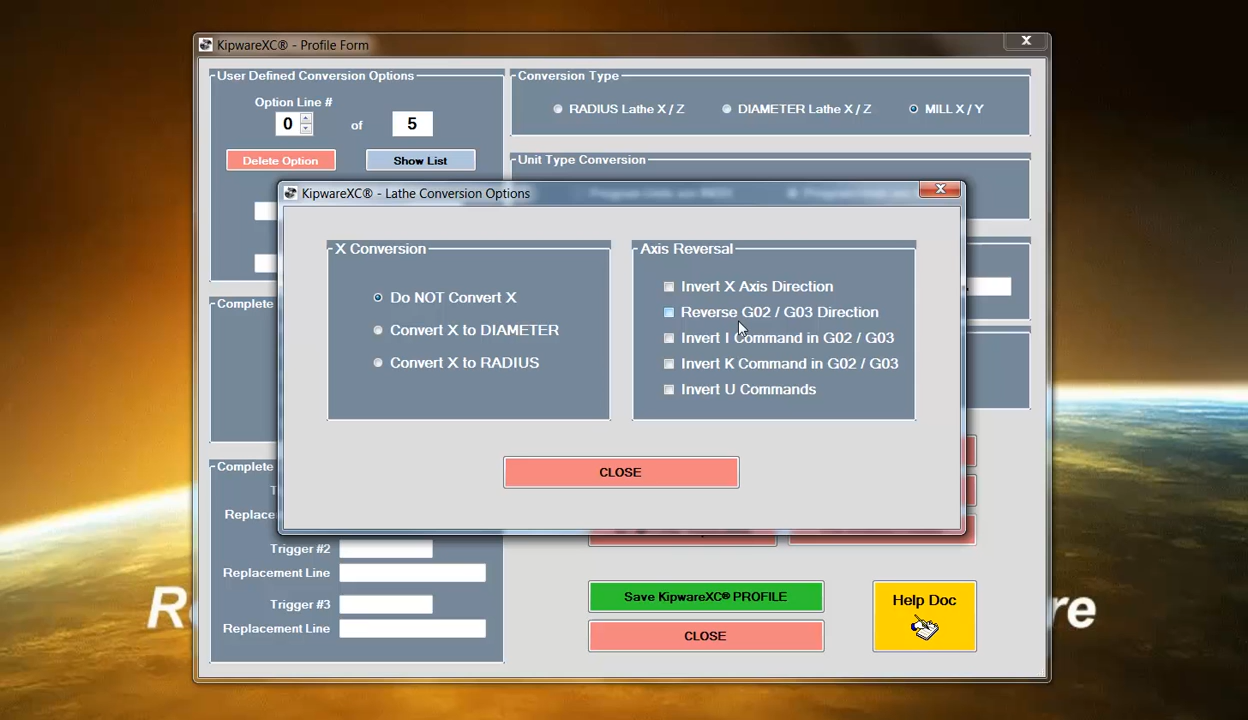 KipwareXC® - Profile Form
X
User Defined Conversion Options
Option Line #
0 of 5
Delete Option
Show List
Conversion Type
RADIUS Lathe X / Z
DIAMETER Lathe X / Z
MILL X / Y
Unit Type Conversion
KipwareXC® - Lathe Conversion Options
X
X Conversion
Do NOT Convert X
Convert X to DIAMETER
Convert X to RADIUS
Axis Reversal
Invert X Axis Direction
Reverse G02 / G03 Direction
Invert I Command in G02 / G03
Invert K Command in G02 / G03
Invert U Commands
CLOSE
Complete
Complete
Replace
Trigger #2
Replacement Line
Trigger #3
Replacement Line
Save KipwareXC® PROFILE
CLOSE
Help Doc